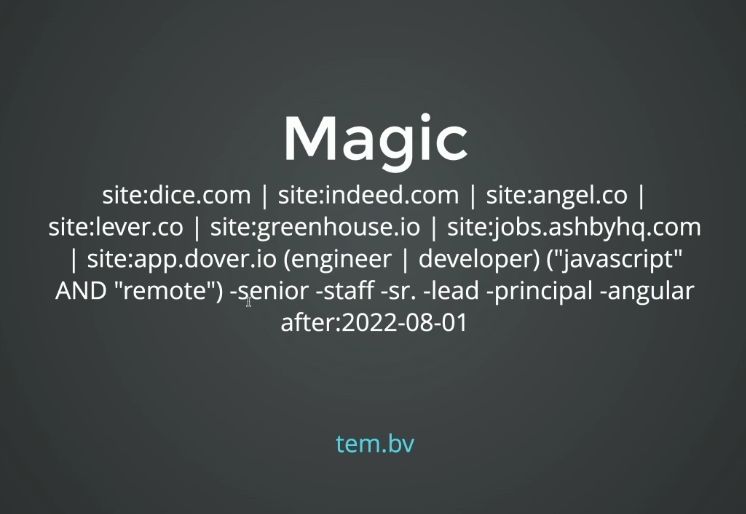 Magic
site:dice.com | site:indeed.com | site:angel.co |
site:lever.co | site:greenhouse.io | site:jobs.ashbyhq.com
| site:app.dover.io (engineer | developer) ("javascript"
AND "remote") -senior -staff -sr. -lead -principal -angular
after:2022-08-01
tem.bv